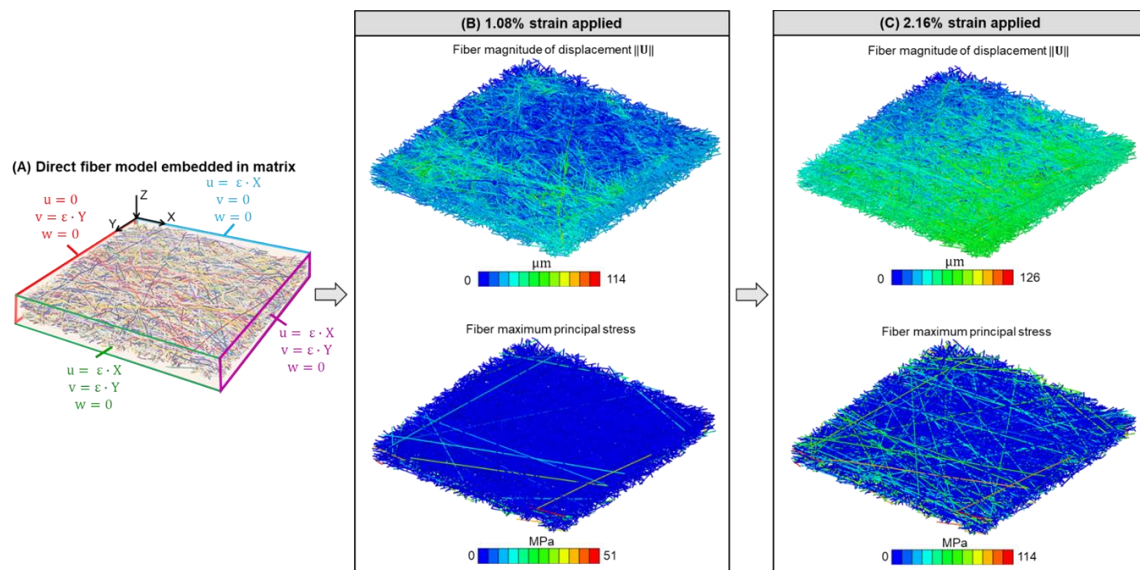 (A) Direct fiber model embedded in matrix
u = 0
v = ε · Y
w = 0
u = ε · X
v = 0
w = 0
Z
Y
X
u = ε · X
v = ε · Y
w = 0
u = ε · X
v = ε · Y
w = 0
(B) 1.08% strain applied
Fiber magnitude of displacement ||U||
μm
0 114
Fiber maximum principal stress
MPa
0 51
(C) 2.16% strain applied
Fiber magnitude of displacement ||U||
μm
0 126
Fiber maximum principal stress
MPa
0 114